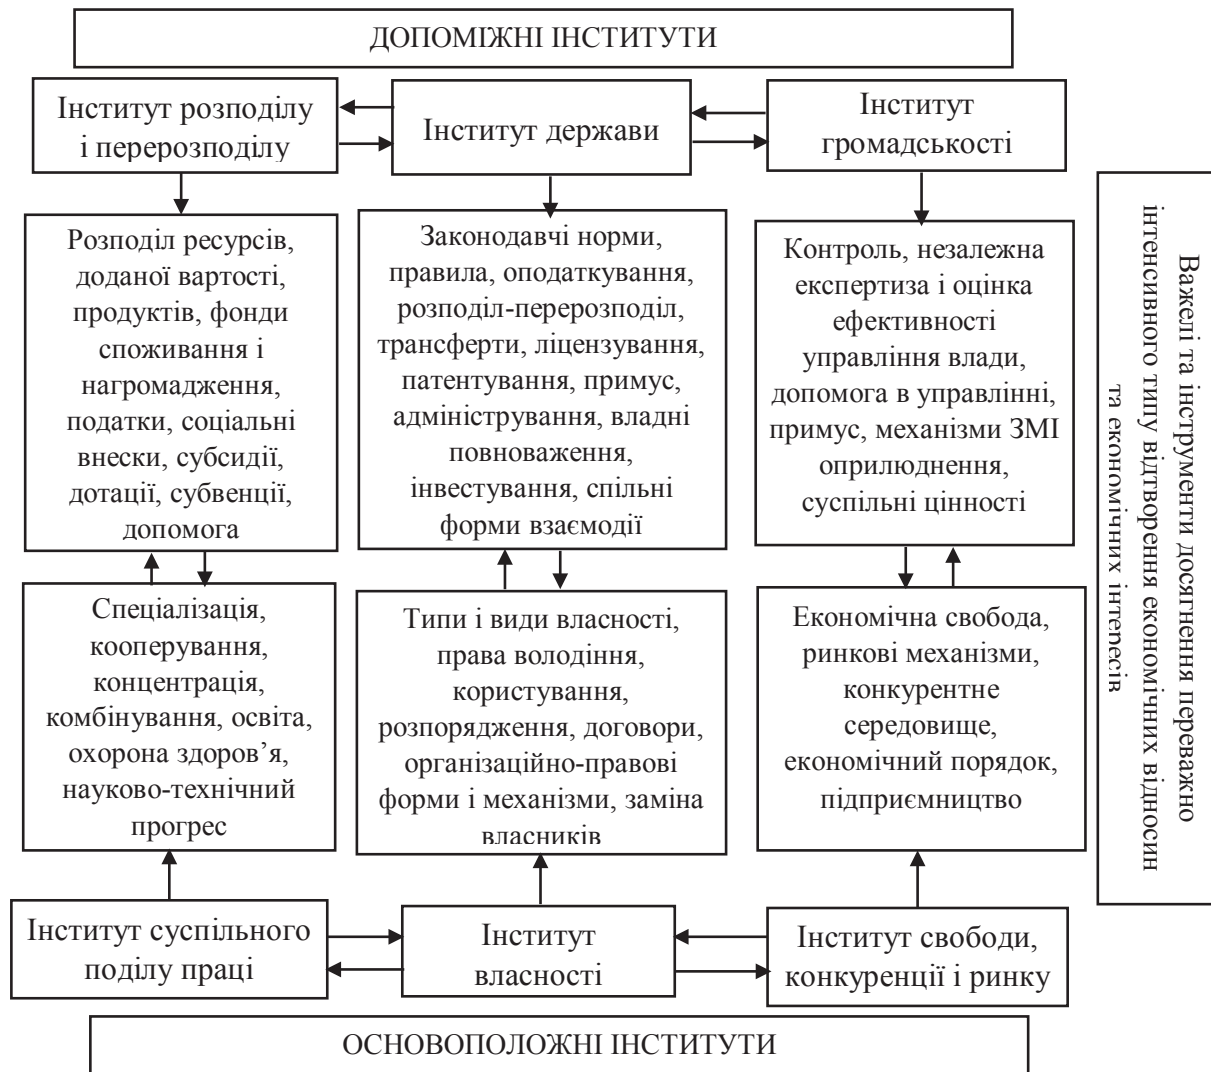 ДОПОМІЖНІ ІНСТИТУТИ
Інститут розподілу
і перерозподілу
Інститут держави
Інститут
громадськості
Розподіл ресурсів,
доданої вартості,
продуктів, фонди
споживання і
нагромадження,
податки, соціальні
внески, субсидії,
дотації, субвенції,
допомога
Законодавчі норми,
правила, оподаткування,
розподіл-перерозподіл,
трансферти, ліцензування,
патентування, примус,
адміністрування, владні
повноваження,
інвестування, спільні
форми взаємодії
Контроль, незалежна
експертиза і оцінка
ефективності
управління влади,
допомога в управлінні,
примус, механізми ЗМІ
оприлюднення,
суспільні цінності
Важелі та інструменти досягнення переважно
інтенсивного типу відтворення економічних відносин
та економічних інтересів
Спеціалізація,
кооперування,
концентрація,
комбінування, освіта,
охорона здоров’я,
науково-технічний
прогрес
Типи і види власності,
права володіння,
користування,
розпорядження, договори,
організаційно-правові
форми і механізми, заміна
власників
Економічна свобода,
ринкові механізми,
конкурентне
середовище,
економічний порядок,
підприємництво
Інститут суспільного
поділу праці
Інститут
власності
Інститут свободи,
конкуренції і ринку
ОСНОВОПОЛОЖНІ ІНСТИТУТИ